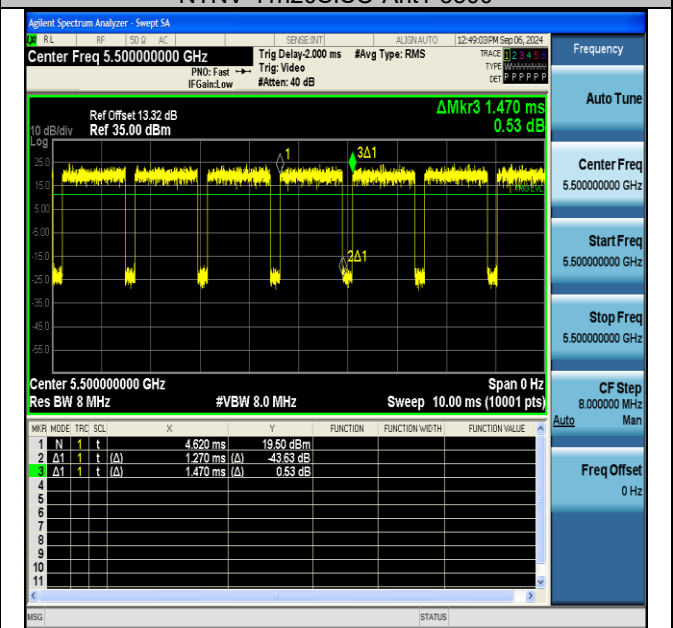 Agilent Spectrum Analyzer - Swept SA
RL RF 50 Ω AC SENSE:INT ALIGN AUTO 12:49:03 PM Sep 06, 2024
Center Freq 5.500000000 GHz
PNO: Fast
IFGain:Low
Trig Delay-2.000 ms
Trig: Video
#Atten: 40 dB
#Avg Type: RMS
TRACE 1 2 3 4 5 6
TYPE
DET P P P P P P
Frequency
Auto Tune
Center Freq
5.500000000 GHz
Start Freq
5.500000000 GHz
Stop Freq
5.500000000 GHz
CF Step
8.000000 MHz
Auto Man
Freq Offset
0 Hz
ΔMkr3 1.470 ms
0.53 dB
Ref Offset 13.32 dB
10 dB/div Ref 35.00 dBm
Log
25.0
15.0
5.00
-5.00
-15.0
-25.0
-35.0
-45.0
-55.0
1
3Δ1
2Δ1
Center 5.500000000 GHz Span 0 Hz
Res BW 8 MHz #VBW 8.0 MHz Sweep 10.00 ms (10001 pts)
MKR MODE TRC SCL X Y FUNCTION FUNCTION WIDTH FUNCTION VALUE
1 N 1 t 4.620 ms 19.50 dBm
2 Δ1 1 t (Δ) 1.270 ms (Δ) -43.63 dB
3 Δ1 1 t (Δ) 1.470 ms (Δ) 0.53 dB
4
5
6
7
8
9
10
11
MSG STATUS